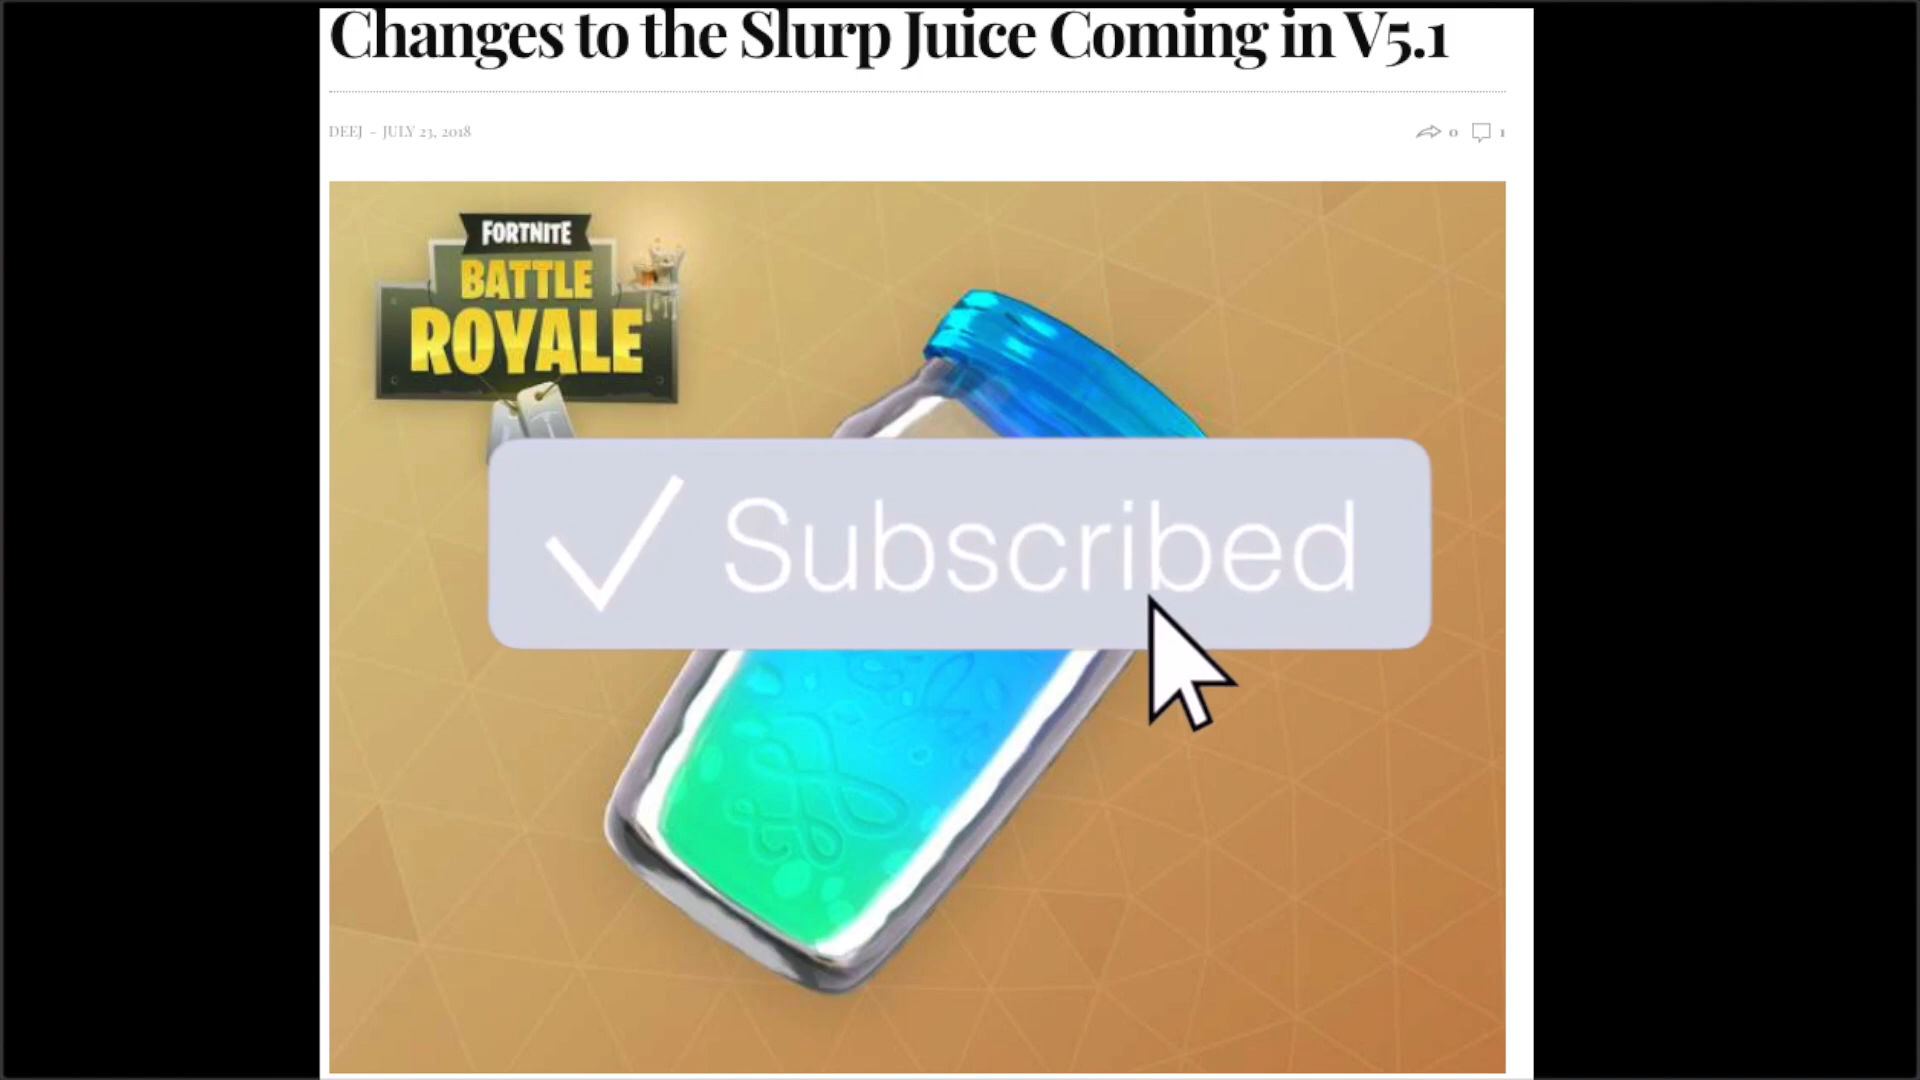 Changes to the Slurp Juice Coming in V5.1
DEEJ – JULY 23, 2018
0 1
FORTNITE
BATTLE
ROYALE
Subscribed